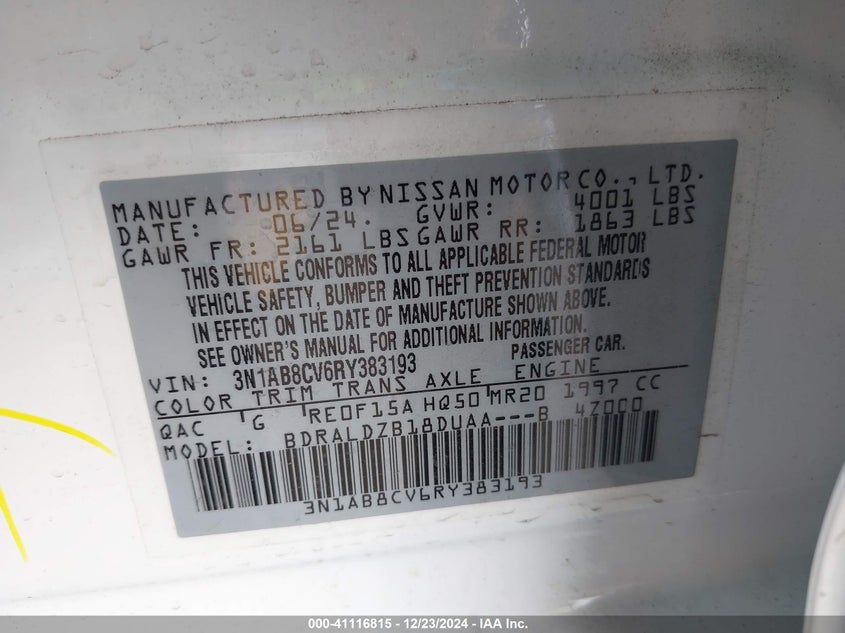 MANUFACTURED BY NISSAN MOTOR CO., LTD.
DATE: 06/24. GVWR: 4001 LBS
GAWR FR: 2161 LBS GAWR RR: 1863 LBS
THIS VEHICLE CONFORMS TO ALL APPLICABLE FEDERAL MOTOR
VEHICLE SAFETY, BUMPER AND THEFT PREVENTION STANDARDS
IN EFFECT ON THE DATE OF MANUFACTURE SHOWN ABOVE.
SEE OWNER'S MANUAL FOR ADDITIONAL INFORMATION.
PASSENGER CAR.
VIN: 3N1AB8CV6RY383193
COLOR TRIM TRANS AXLE ENGINE
QAC G RE0F15A HQ50 MR20 1997 CC
MODEL: BDRALDZB18DUAA---B 47000
3N1AB8CV6RY383193
000-41116815 - 12/23/2024 - IAA Inc.